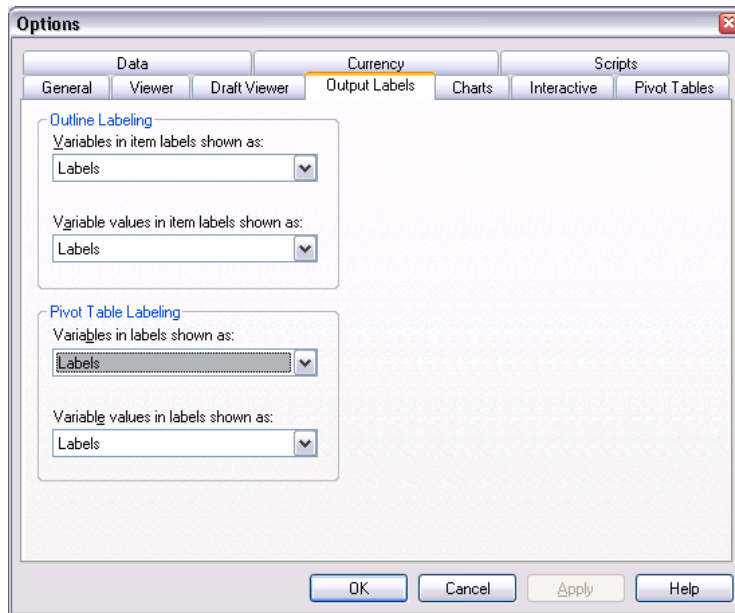 Options
Data Currency Scripts
General Viewer Draft Viewer Output Labels Charts Interactive Pivot Tables
Outline Labeling
Variables in item labels shown as:
Labels
Variable values in item labels shown as:
Labels
Pivot Table Labeling
Variables in labels shown as:
Labels
Variable values in labels shown as:
Labels
OK Cancel Apply Help